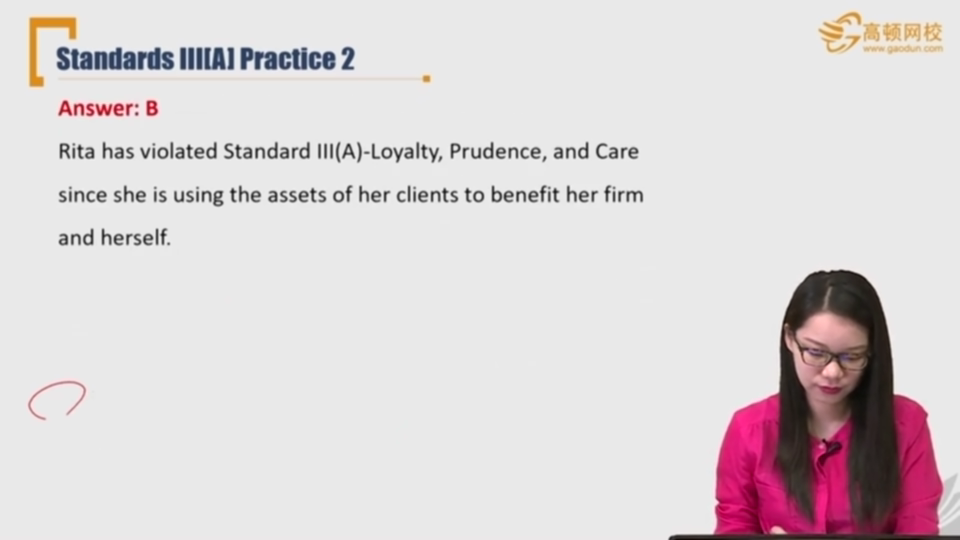 Standards III[A] Practice 2
高顿网校
www.gaodun.com
Answer: B
Rita has violated Standard III(A)-Loyalty, Prudence, and Care
since she is using the assets of her clients to benefit her firm
and herself.